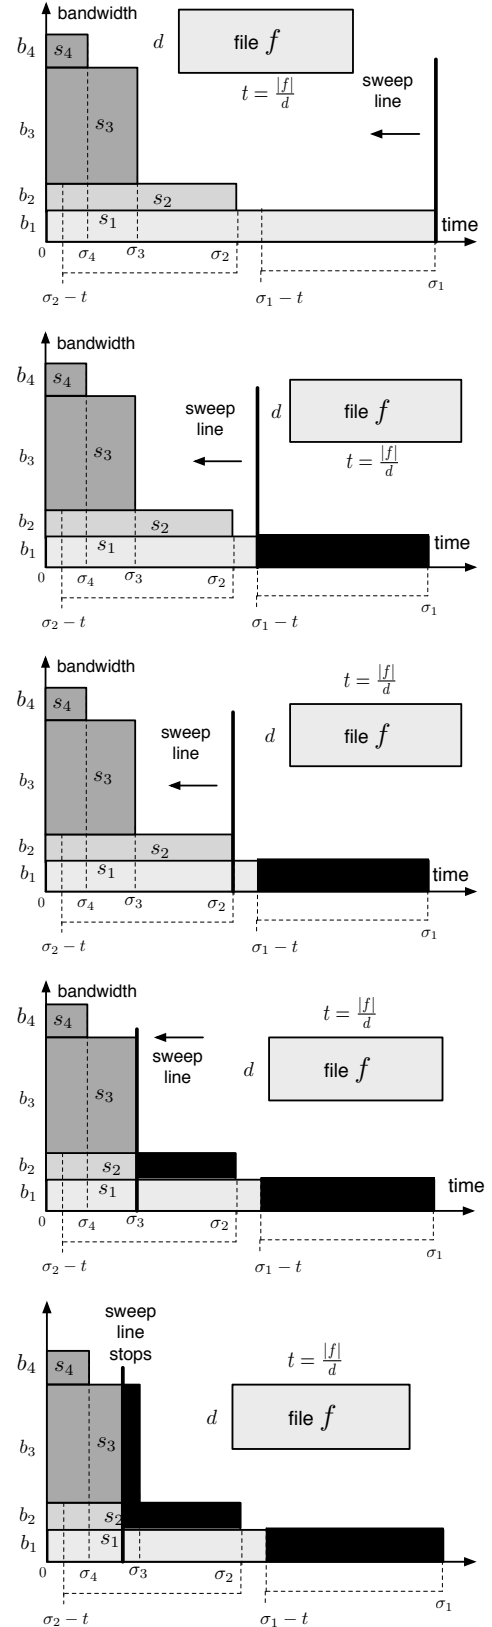 bandwidth
b₄ s₄ d file f
t = |f|/d
sweep
line
b₃ s₃
b₂ s₂
b₁ s₁ time
0 σ₄ σ₃ σ₂ σ₁
σ₂ − t σ₁ − t
bandwidth
b₄ s₄
sweep
line
d file f
t = |f|/d
b₃ s₃
b₂ s₂
b₁ s₁ time
0 σ₄ σ₃ σ₂ σ₁
σ₂ − t σ₁ − t
bandwidth
t = |f|/d
b₄ s₄
sweep
line
d file f
b₃ s₃
b₂ s₂
b₁ s₁ time
0 σ₄ σ₃ σ₂ σ₁
σ₂ − t σ₁ − t
bandwidth
t = |f|/d
b₄ s₄
sweep
line
d file f
b₃ s₃
b₂ s₂
b₁ s₁ time
0 σ₄ σ₃ σ₂ σ₁
σ₂ − t σ₁ − t
sweep
line
stops
t = |f|/d
b₄ s₄
d file f
b₃ s₃
b₂ s₂
b₁ s₁
0 σ₄ σ₃ σ₂ σ₁
σ₂ − t σ₁ − t